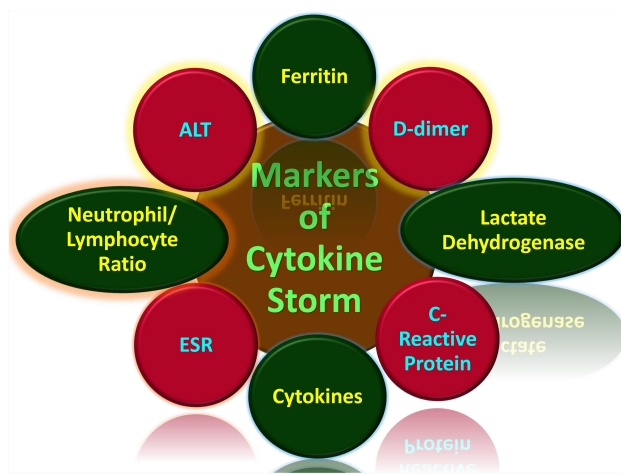 Ferritin
ALT
D-dimer
Markers
of
Cytokine
Storm
Neutrophil/
Lymphocyte
Ratio
Lactate
Dehydrogenase
ESR
C-
Reactive
Protein
Cytokines